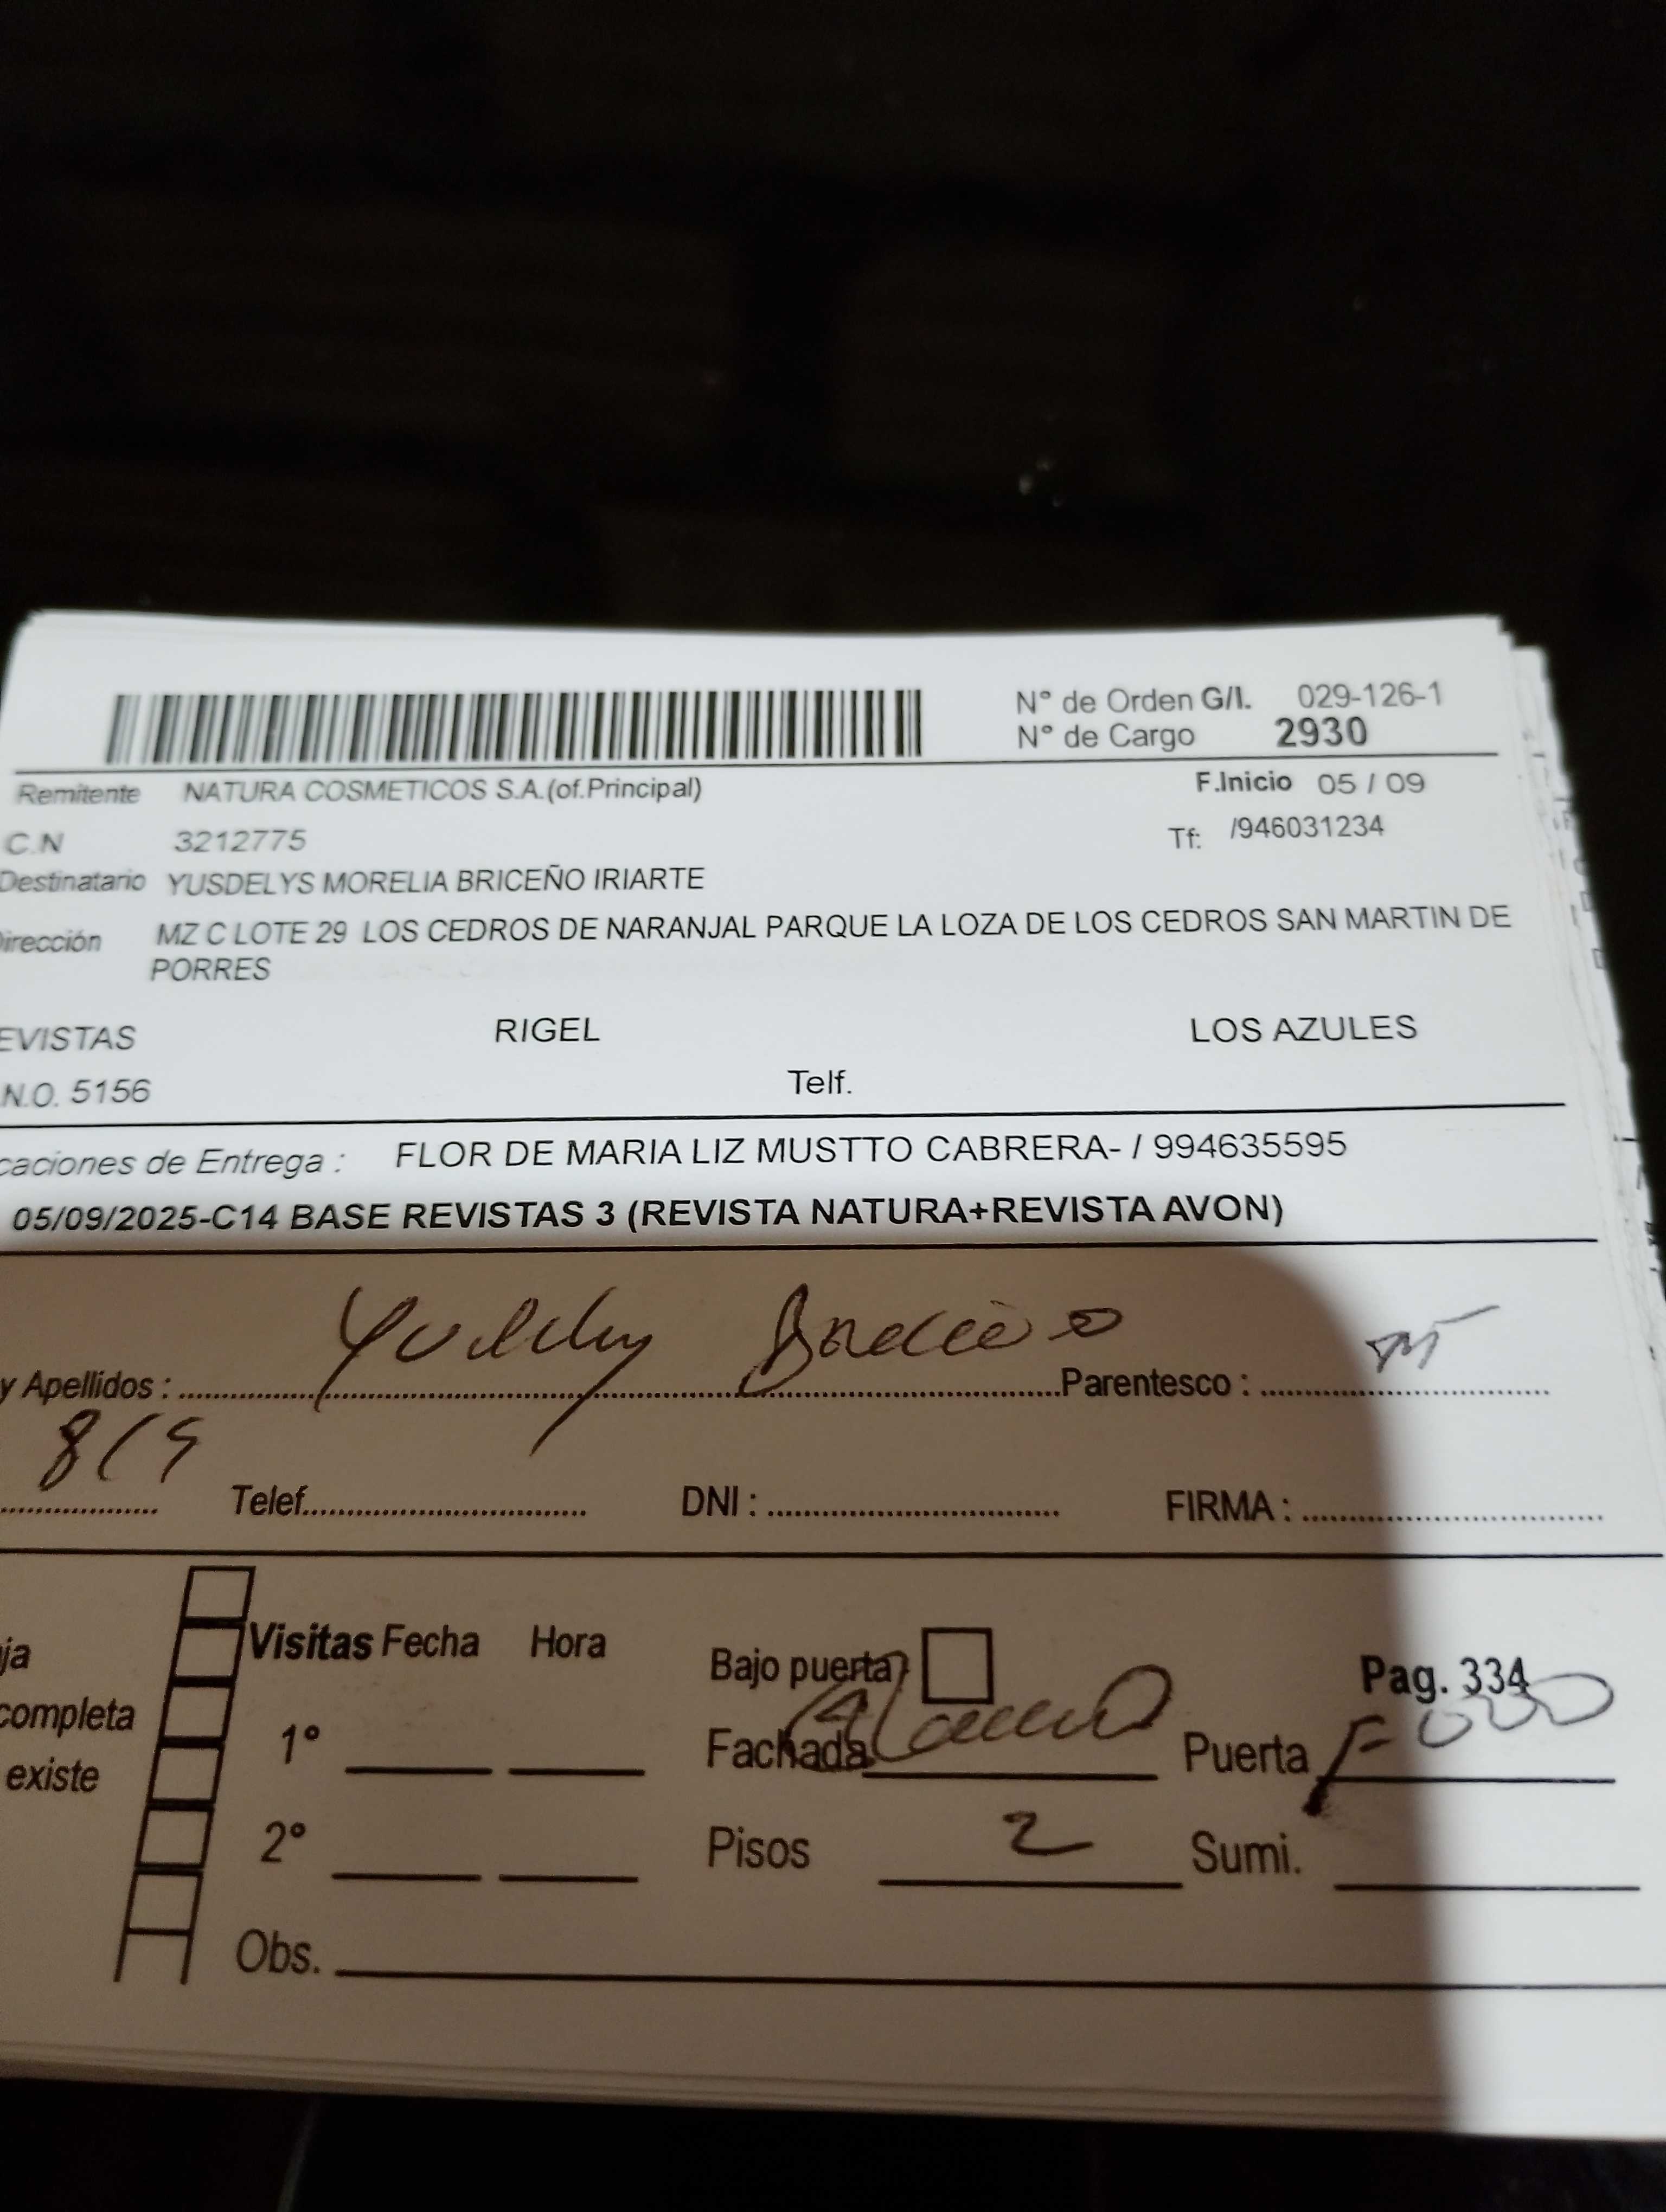 N° de Orden G/I. 029-126-1
N° de Cargo 2930
Remitente NATURA COSMETICOS S.A.(of.Principal) F.Inicio 05 / 09
C.N 3212775 Tf: /946031234
Destinatario YUSDELYS MORELIA BRICEÑO IRIARTE
irección MZ C LOTE 29 LOS CEDROS DE NARANJAL PARQUE LA LOZA DE LOS CEDROS SAN MARTIN DE
PORRES
EVISTAS RIGEL LOS AZULES
N.O. 5156 Telf.
caciones de Entrega : FLOR DE MARIA LIZ MUSTTO CABRERA- / 994635595
05/09/2025-C14 BASE REVISTAS 3 (REVISTA NATURA+REVISTA AVON)
y Apellidos : Parentesco :
8/9 Telef. DNI : FIRMA :
Visitas Fecha Hora Bajo puerta Pag. 334
ja
completa 1° Fachada Puerta
existe
2° Pisos 2 Sumi.
Obs.